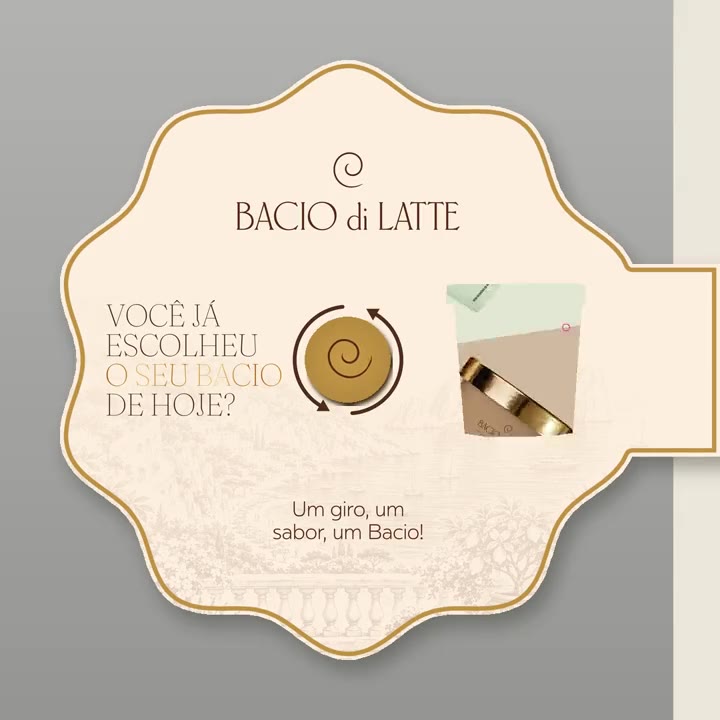 BACIO di LATTE
VOCÊ JÁ
ESCOLHEU
O SEU BACIO
DE HOJE?
Um giro, um
sabor, um Bacio!